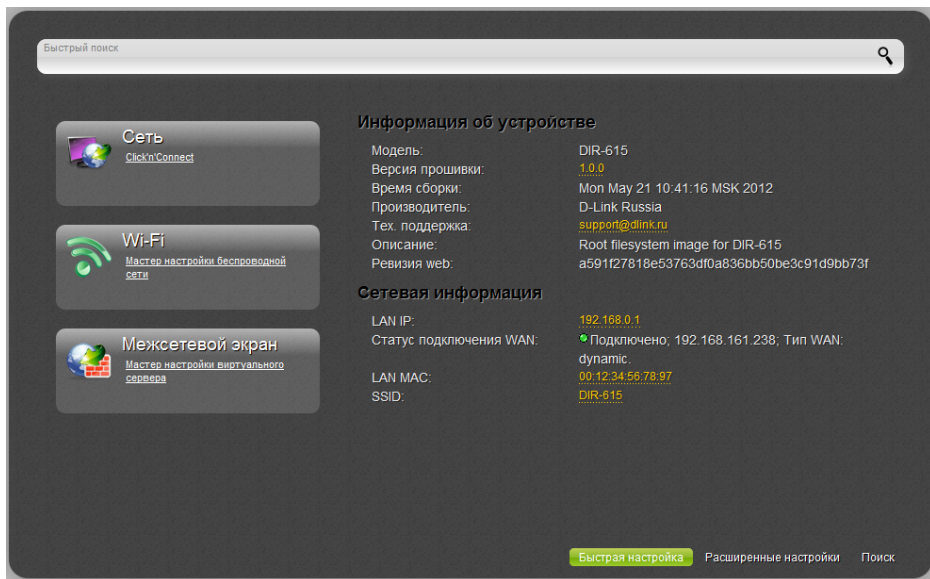 Быстрый поиск
Сеть
Click'n'Connect
Wi-Fi
Мастер настройки беспроводной
сети
Межсетевой экран
Мастер настройки виртуального
сервера
Информация об устройстве
Модель: DIR-615
Версия прошивки: 1.0.0
Время сборки: Mon May 21 10:41:16 MSK 2012
Производитель: D-Link Russia
Тех. поддержка: support@dlink.ru
Описание: Root filesystem image for DIR-615
Ревизия web: a591f27818e53763df0a836bb50be3c91d9bb73f
Сетевая информация
LAN IP: 192.168.0.1
Статус подключения WAN: Подключено; 192.168.161.238; Тип WAN:
dynamic.
LAN MAC: 00:12:34:56:78:97
SSID: DIR-615
Быстрая настройка Расширенные настройки Поиск